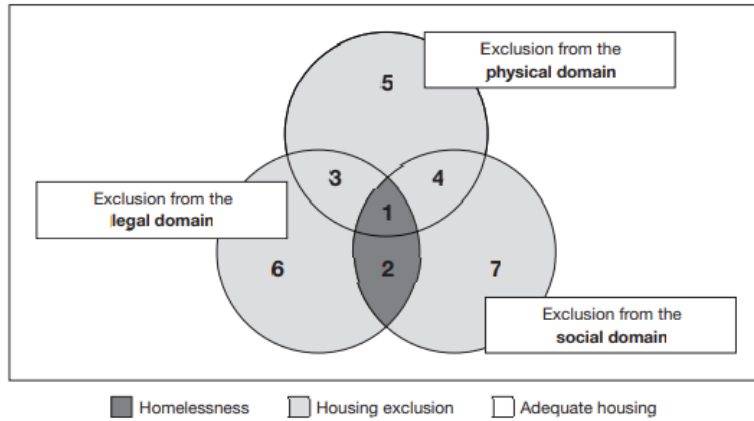 Exclusion from the
physical domain
5
3
4
Exclusion from the
legal domain
1
6
2
7
Exclusion from the
social domain
Homelessness
Housing exclusion
Adequate housing